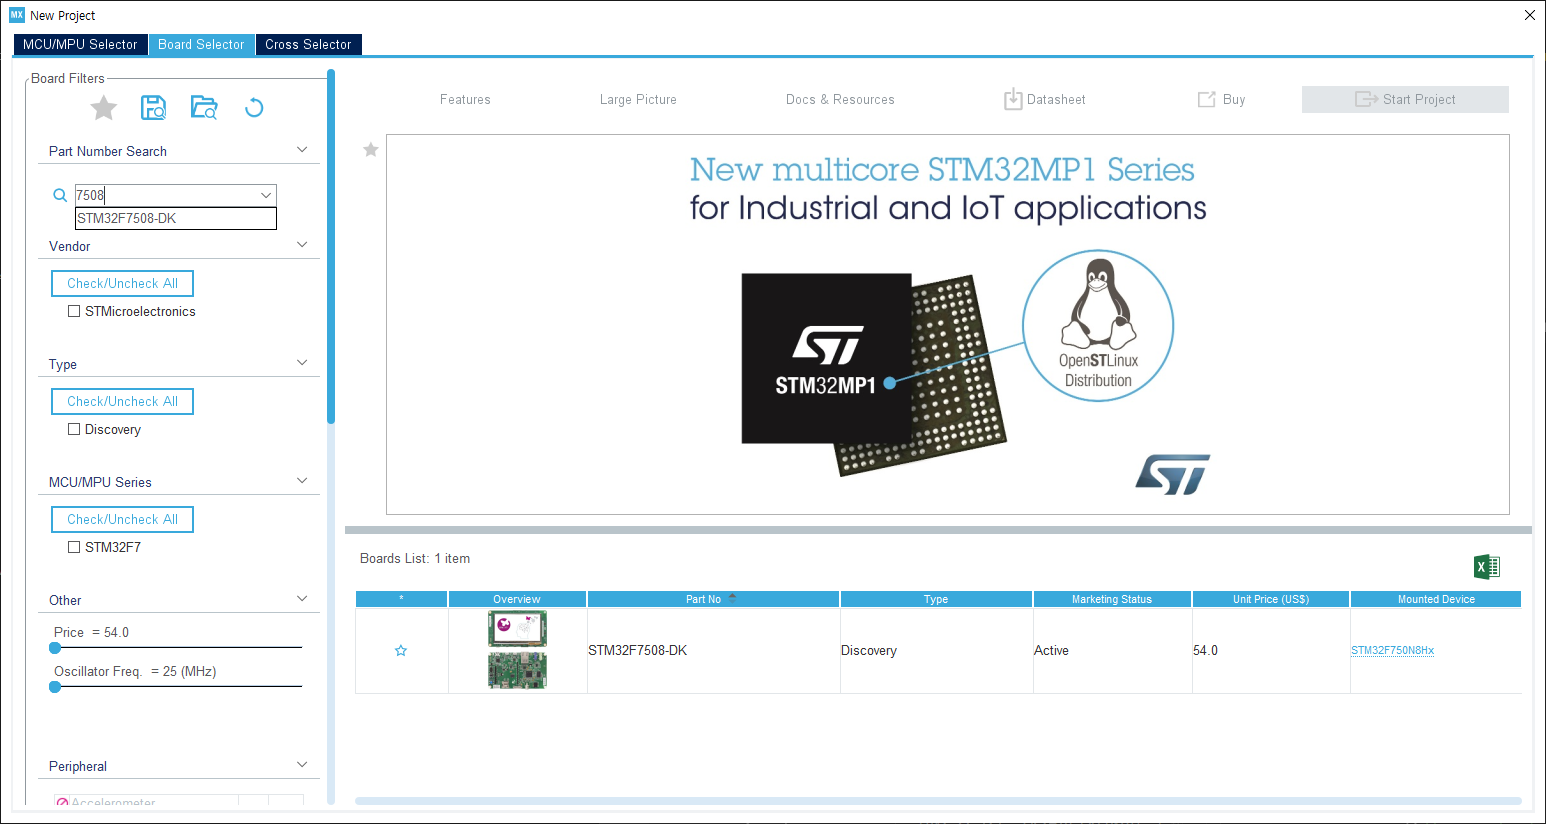 MX New Project
MCU/MPU Selector Board Selector Cross Selector
Board Filters
Part Number Search
7508
STM32F7508-DK
Vendor
Check/Uncheck All
STMicroelectronics
Type
Check/Uncheck All
Discovery
MCU/MPU Series
Check/Uncheck All
STM32F7
Other
Price = 54.0
Oscillator Freq. = 25 (MHz)
Peripheral
Accelerometer
Features Large Picture Docs & Resources Datasheet Buy Start Project
New multicore STM32MP1 Series
for Industrial and IoT applications
ST
STM32MP1
OpenSTLinux
Distribution
ST
Boards List: 1 item
X
* Overview Part No Type Marketing Status Unit Price (US$) Mounted Device
STM32F7508-DK Discovery Active 54.0 STM32F750N8Hx